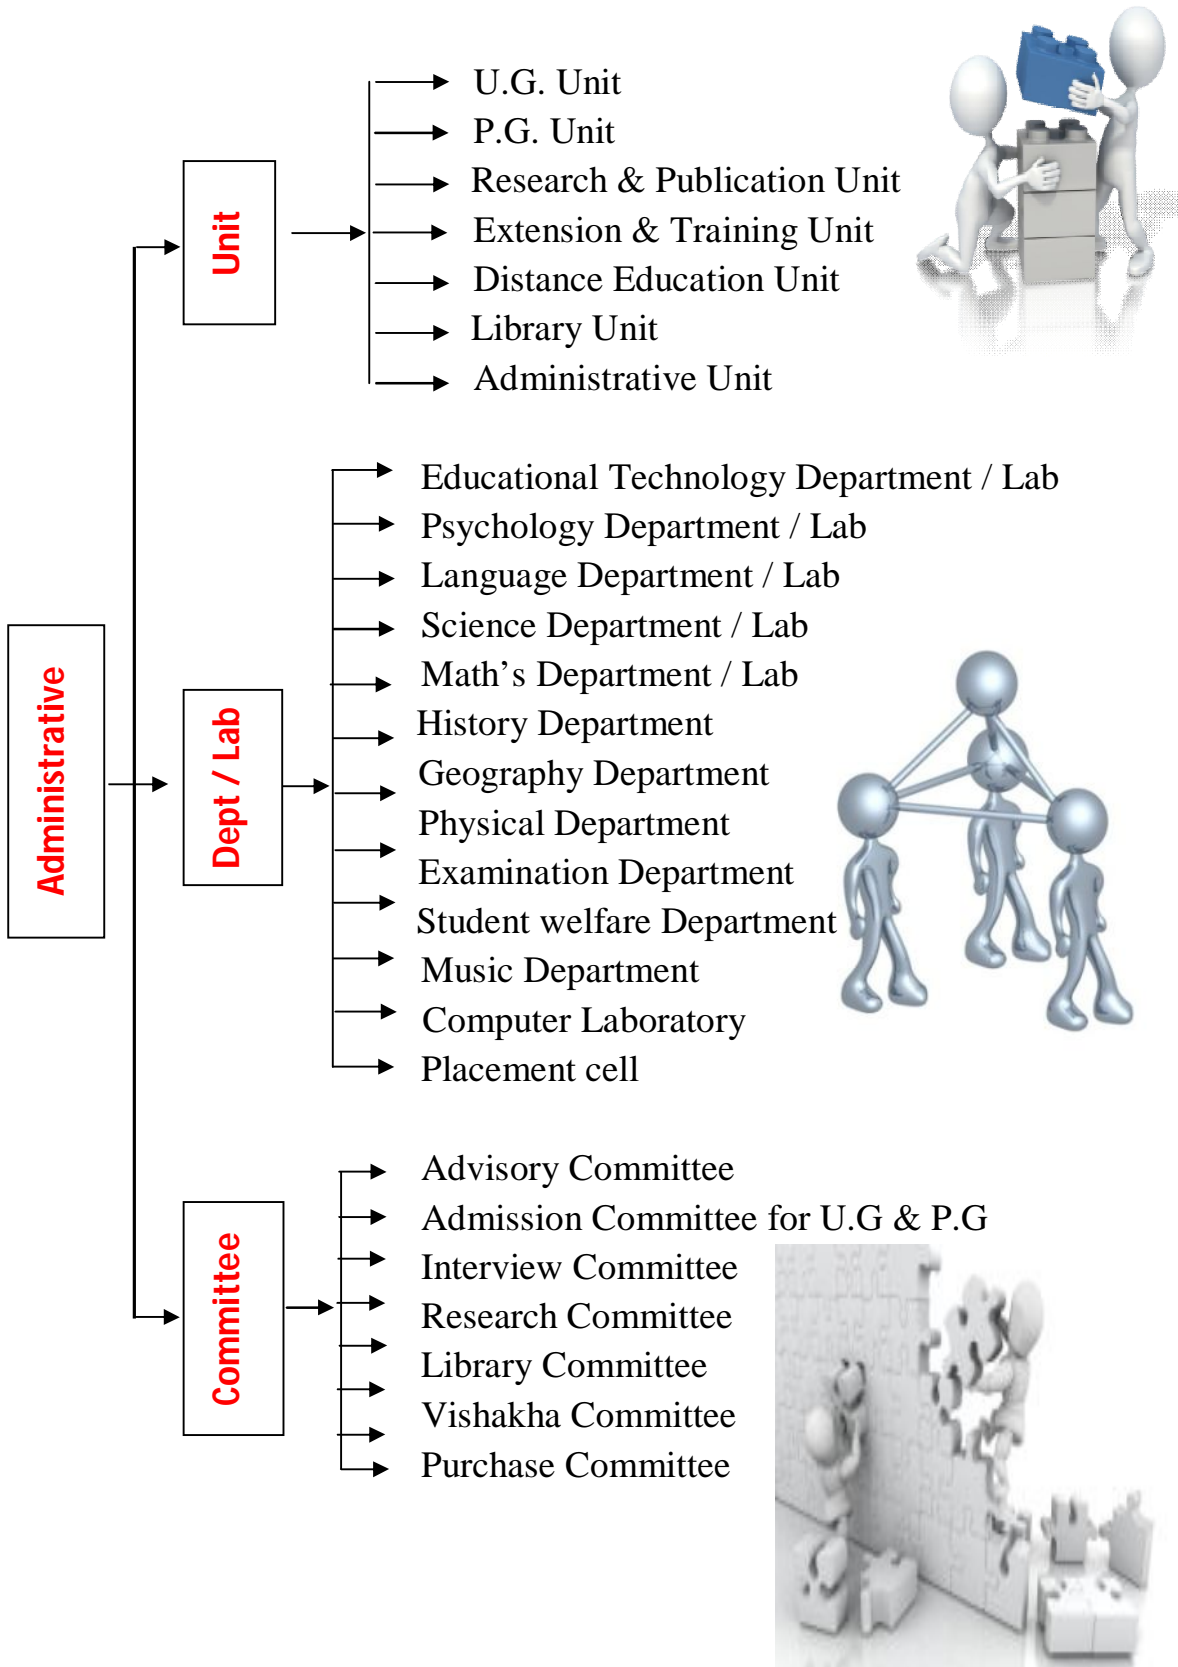 Administrative
Unit
U.G. Unit
P.G. Unit
Research & Publication Unit
Extension & Training Unit
Distance Education Unit
Library Unit
Administrative Unit
Dept / Lab
Educational Technology Department / Lab
Psychology Department / Lab
Language Department / Lab
Science Department / Lab
Math’s Department / Lab
History Department
Geography Department
Physical Department
Examination Department
Student welfare Department
Music Department
Computer Laboratory
Placement cell
Committee
Advisory Committee
Admission Committee for U.G & P.G
Interview Committee
Research Committee
Library Committee
Vishakha Committee
Purchase Committee